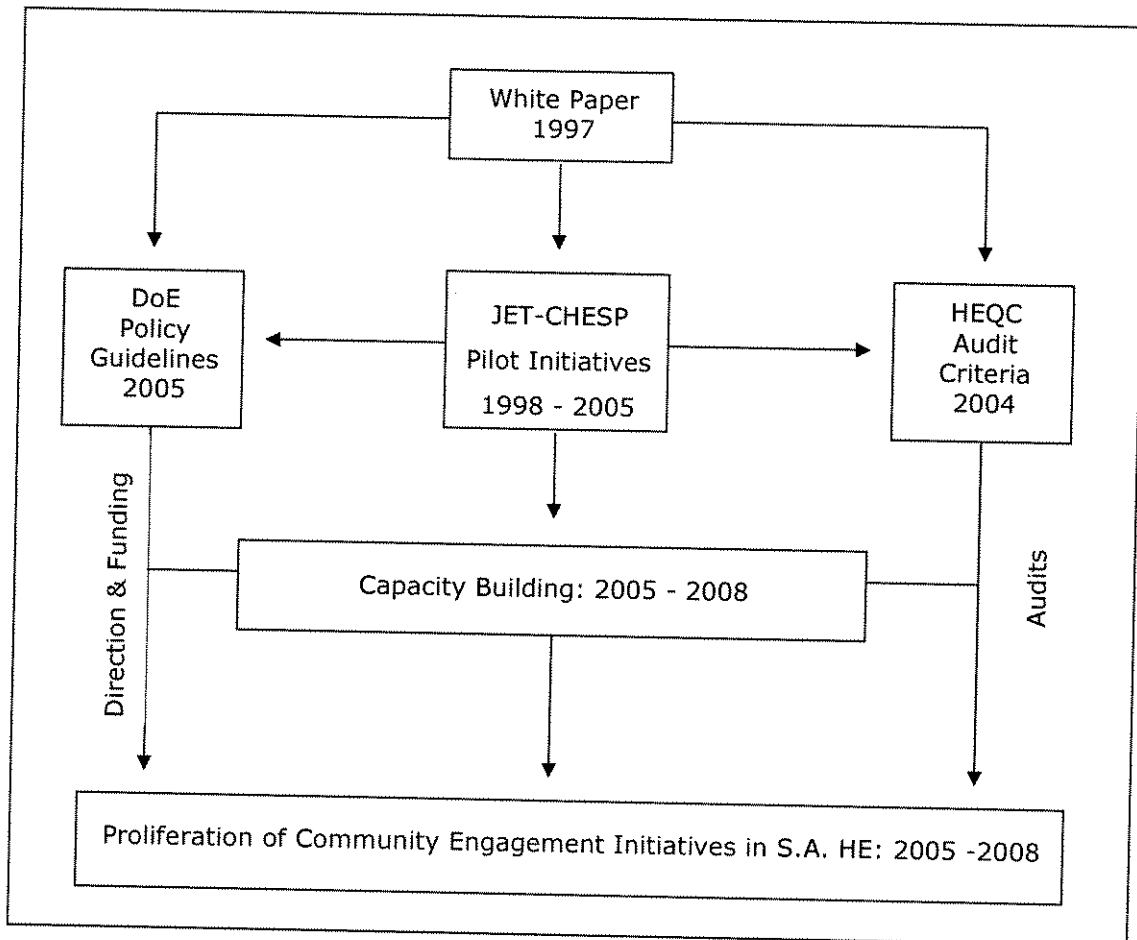 White Paper
1997
DoE
Policy
Guidelines
2005
JET-CHESP
Pilot Initiatives
1998 - 2005
HEQC
Audit
Criteria
2004
Direction & Funding
Capacity Building: 2005 - 2008
Audits
Proliferation of Community Engagement Initiatives in S.A. HE: 2005 -2008